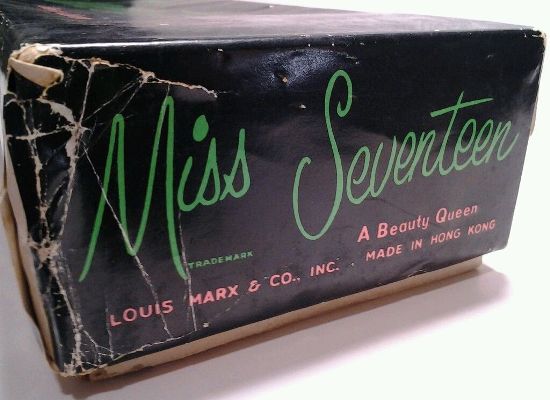 Miss Seventeen
TRADEMARK
A Beauty Queen
LOUIS MARX & CO., INC. · MADE IN HONG KONG